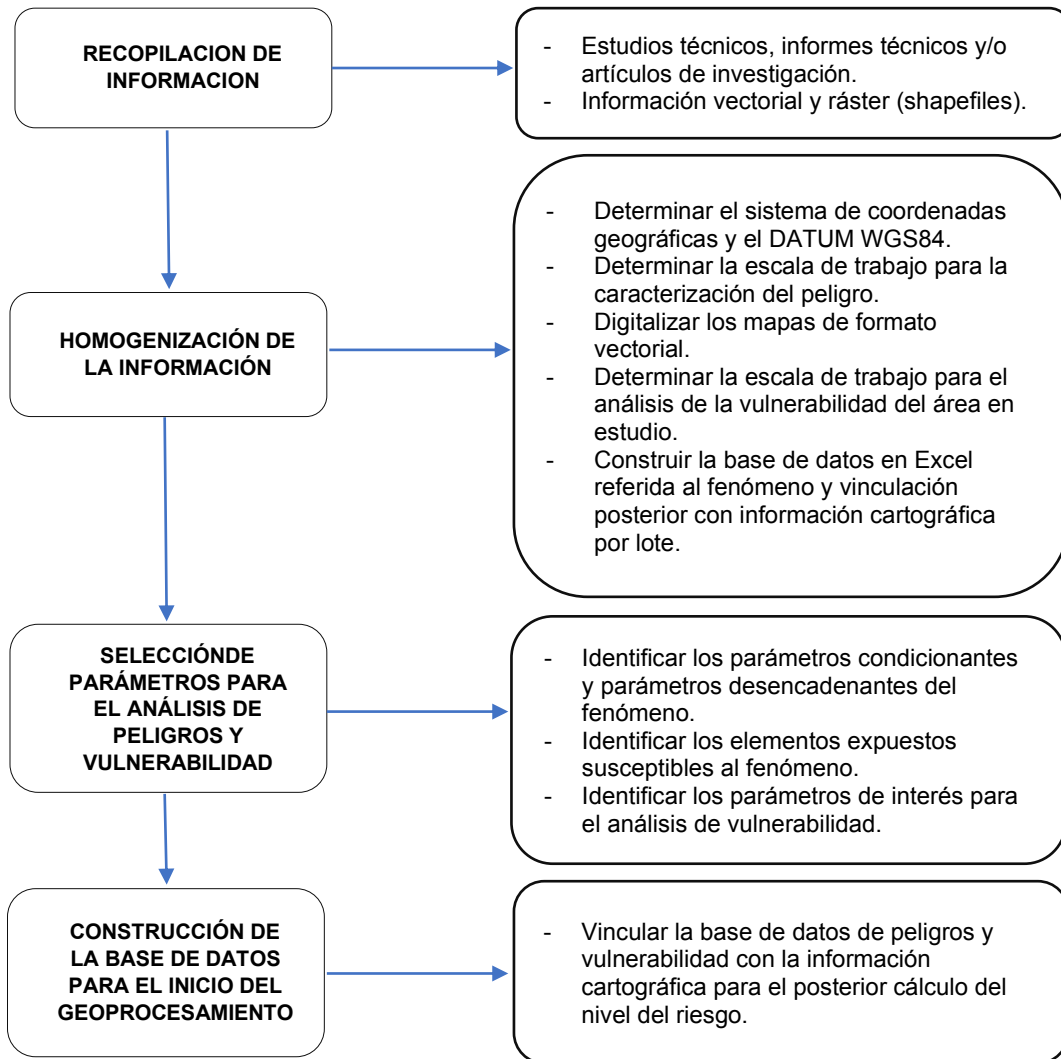 RECOPILACION DE
INFORMACION
- Estudios técnicos, informes técnicos y/o
artículos de investigación.
- Información vectorial y ráster (shapefiles).
HOMOGENIZACIÓN DE
LA INFORMACIÓN
- Determinar el sistema de coordenadas
geográficas y el DATUM WGS84.
- Determinar la escala de trabajo para la
caracterización del peligro.
- Digitalizar los mapas de formato
vectorial.
- Determinar la escala de trabajo para el
análisis de la vulnerabilidad del área en
estudio.
- Construir la base de datos en Excel
referida al fenómeno y vinculación
posterior con información cartográfica
por lote.
SELECCIÓNDE
PARÁMETROS PARA
EL ANÁLISIS DE
PELIGROS Y
VULNERABILIDAD
- Identificar los parámetros condicionantes
y parámetros desencadenantes del
fenómeno.
- Identificar los elementos expuestos
susceptibles al fenómeno.
- Identificar los parámetros de interés para
el análisis de vulnerabilidad.
CONSTRUCCIÓN DE
LA BASE DE DATOS
PARA EL INICIO DEL
GEOPROCESAMIENTO
- Vincular la base de datos de peligros y
vulnerabilidad con la información
cartográfica para el posterior cálculo del
nivel del riesgo.